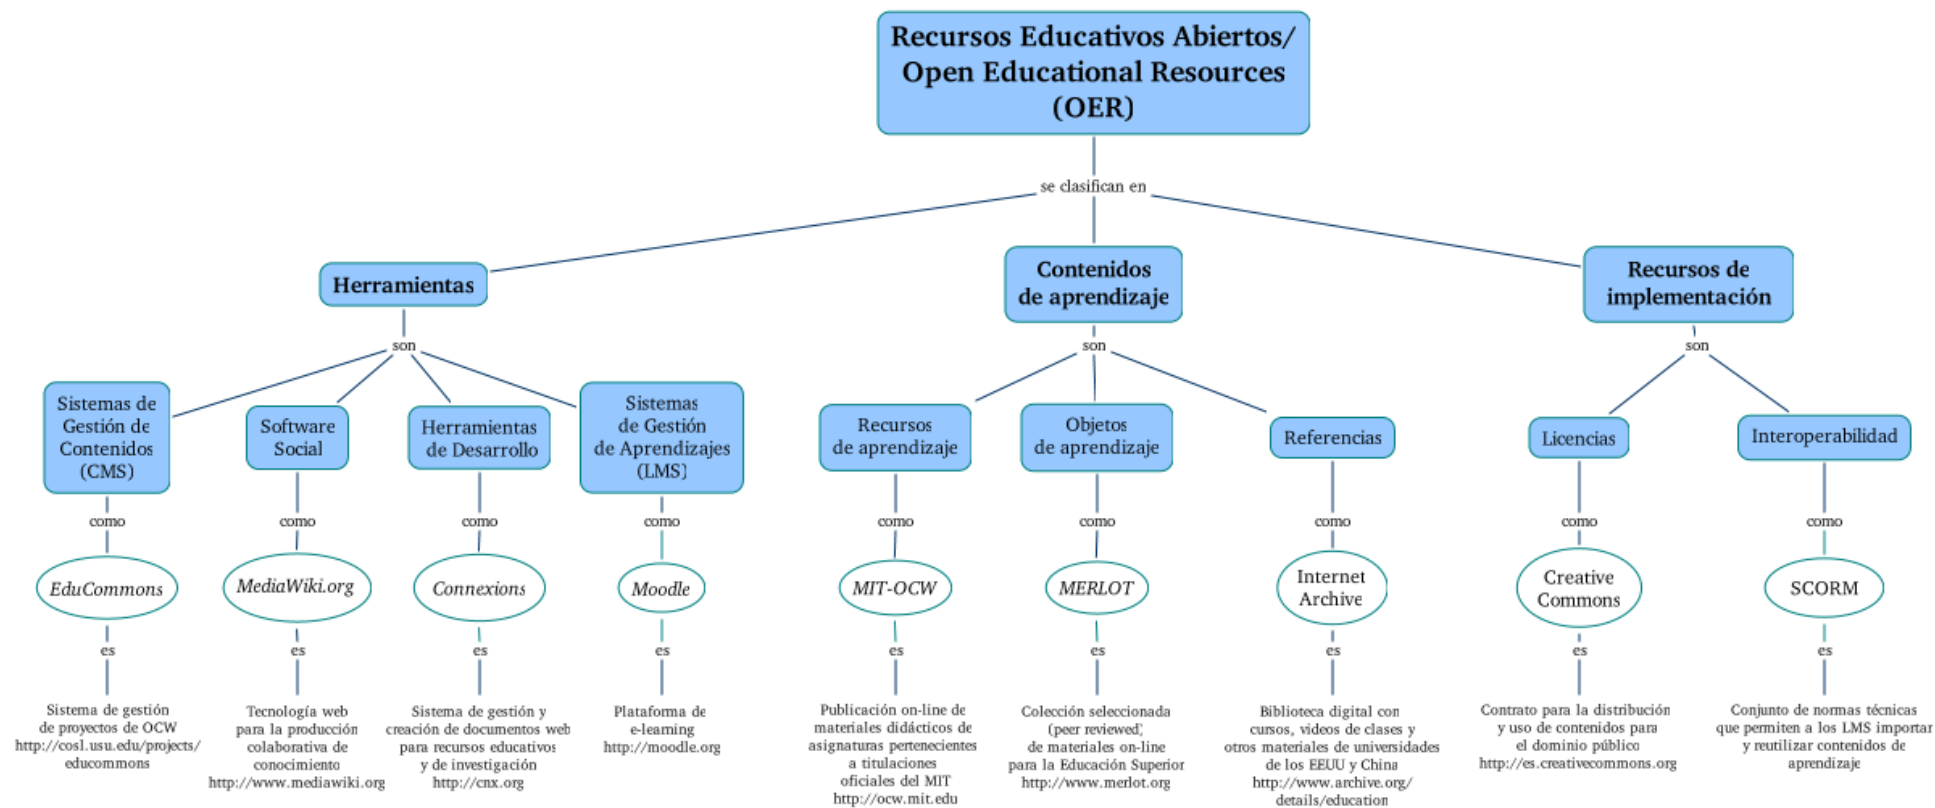 Recursos Educativos Abiertos/
Open Educational Resources
(OER)
se clasifican en
Herramientas
Contenidos
de aprendizaje
Recursos de
implementación
son
son
son
Sistemas de
Gestión de
Contenidos
(CMS)
Software
Social
Herramientas
de Desarrollo
Sistemas
de Gestión
de Aprendizajes
(LMS)
Recursos
de aprendizaje
Objetos
de aprendizaje
Referencias
Licencias
Interoperabilidad
como
como
como
como
como
como
como
como
como
EduCommons
MediaWiki.org
Connexions
Moodle
MIT-OCW
MERLOT
Internet
Archive
Creative
Commons
SCORM
es
es
es
es
es
es
es
es
es
Sistema de gestión
de proyectos de OCW
http://cosl.usu.edu/projects/
educommons
Tecnología web
para la producción
colaborativa de
conocimiento
http://www.mediawiki.org
Sistema de gestión y
creación de documentos web
para recursos educativos
y de investigación
http://cnx.org
Plataforma de
e-learning
http://moodle.org
Publicación on-line de
materiales didácticos de
asignaturas pertenecientes
a titulaciones
oficiales del MIT
http://ocw.mit.edu
Colección seleccionada
(peer reviewed)
de materiales on-line
para la Educación Superior
http://www.merlot.org
Biblioteca digital con
cursos, videos de clases y
otros materiales de universidades
de los EEUU y China
http://www.archive.org/
details/education
Contrato para la distribución
y uso de contenidos para
el dominio público
http://es.creativecommons.org
Conjunto de normas técnicas
que permiten a los LMS importar
y reutilizar contenidos de
aprendizaje